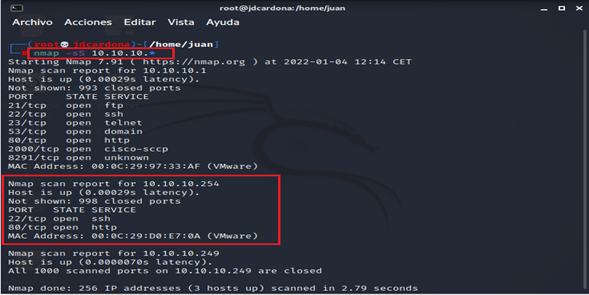 root@jdcardona:/home/juan
Archivo Acciones Editar Vista Ayuda
(root💀jdcardona)-[/home/juan]
# nmap -sS 10.10.10.*
Starting Nmap 7.91 ( https://nmap.org ) at 2022-01-04 12:14 CET
Nmap scan report for 10.10.10.1
Host is up (0.00029s latency).
Not shown: 993 closed ports
PORT STATE SERVICE
21/tcp open ftp
22/tcp open ssh
23/tcp open telnet
53/tcp open domain
80/tcp open http
2000/tcp open cisco-sccp
8291/tcp open unknown
MAC Address: 00:0C:29:97:33:AF (VMware)
Nmap scan report for 10.10.10.254
Host is up (0.00029s latency).
Not shown: 998 closed ports
PORT STATE SERVICE
22/tcp open ssh
80/tcp open http
MAC Address: 00:0C:29:D0:E7:0A (VMware)
Nmap scan report for 10.10.10.249
Host is up (0.0000070s latency).
All 1000 scanned ports on 10.10.10.249 are closed
Nmap done: 256 IP addresses (3 hosts up) scanned in 2.79 seconds